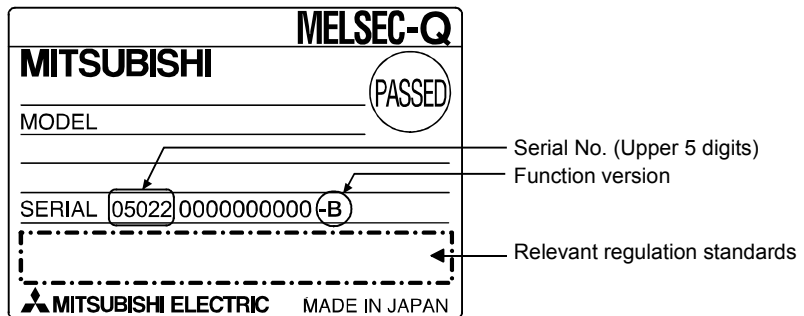 MELSEC-Q
MITSUBISHI
PASSED
MODEL
Serial No. (Upper 5 digits)
Function version
SERIAL 05022 0000000000 -B
Relevant regulation standards
MITSUBISHI ELECTRIC MADE IN JAPAN